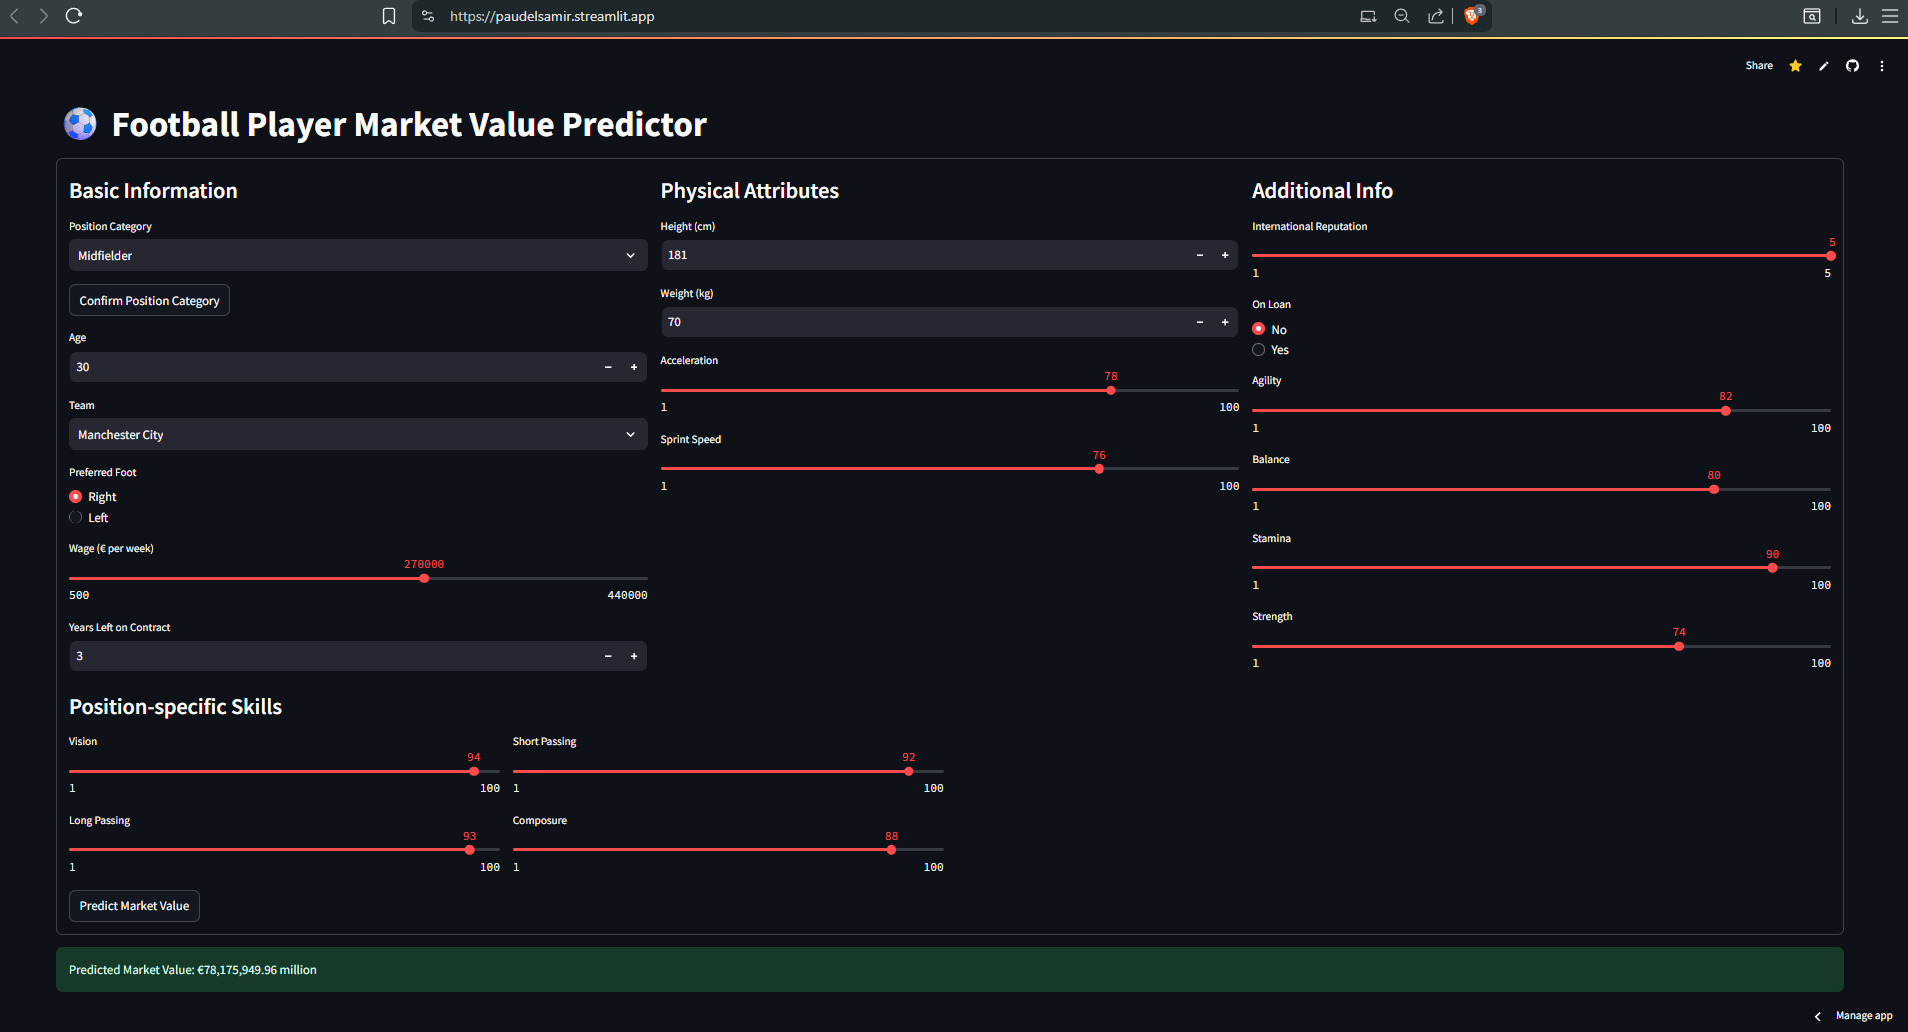 https://paudelsamir.streamlit.app
3
Share
Football Player Market Value Predictor
Basic Information
Position Category
Midfielder
Confirm Position Category
Age
30
Team
Manchester City
Preferred Foot
Right
Left
Wage (€ per week)
270000
500 440000
Years Left on Contract
3
Physical Attributes
Height (cm)
181
Weight (kg)
70
Acceleration
78
1 100
Sprint Speed
76
1 100
Additional Info
International Reputation
5
1 5
On Loan
No
Yes
Agility
82
1 100
Balance
80
1 100
Stamina
90
1 100
Strength
74
1 100
Position-specific Skills
Vision
94
1 100
Short Passing
92
1 100
Long Passing
93
1 100
Composure
88
1 100
Predict Market Value
Predicted Market Value: €78,175,949.96 million
Manage app